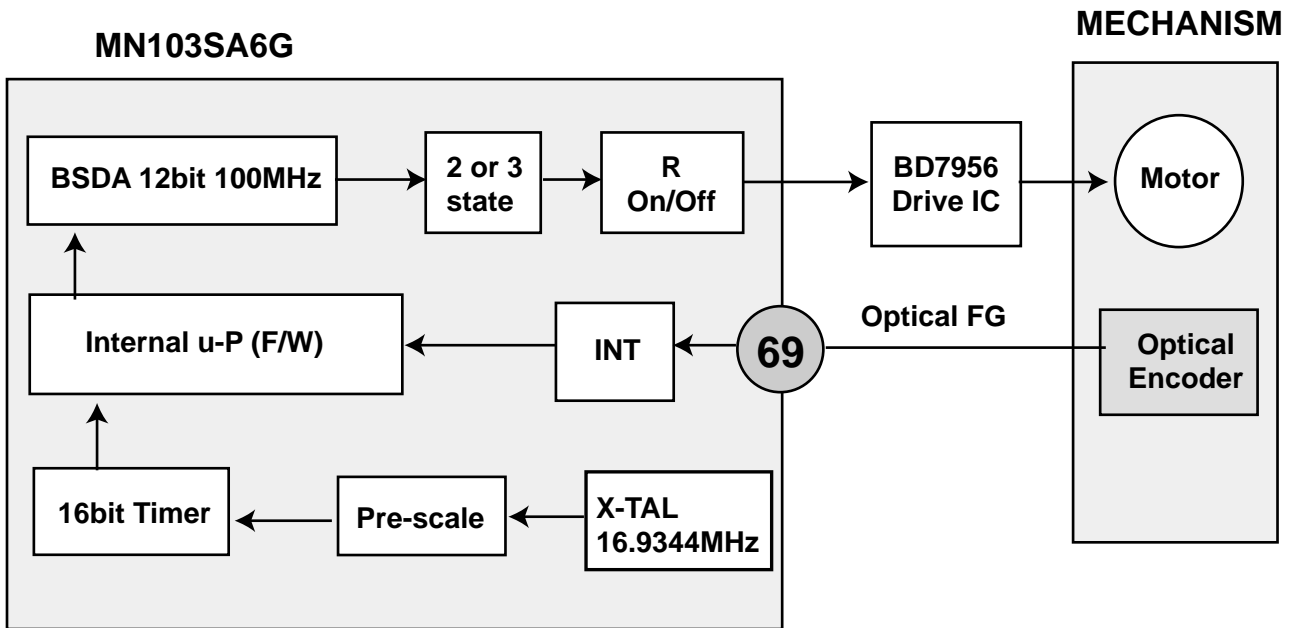 MN103SA6G
MECHANISM
BSDA 12bit 100MHz
2 or 3
state
R
On/Off
BD7956
Drive IC
Motor
Internal u-P (F/W)
INT
69
Optical FG
Optical
Encoder
16bit Timer
Pre-scale
X-TAL
16.9344MHz